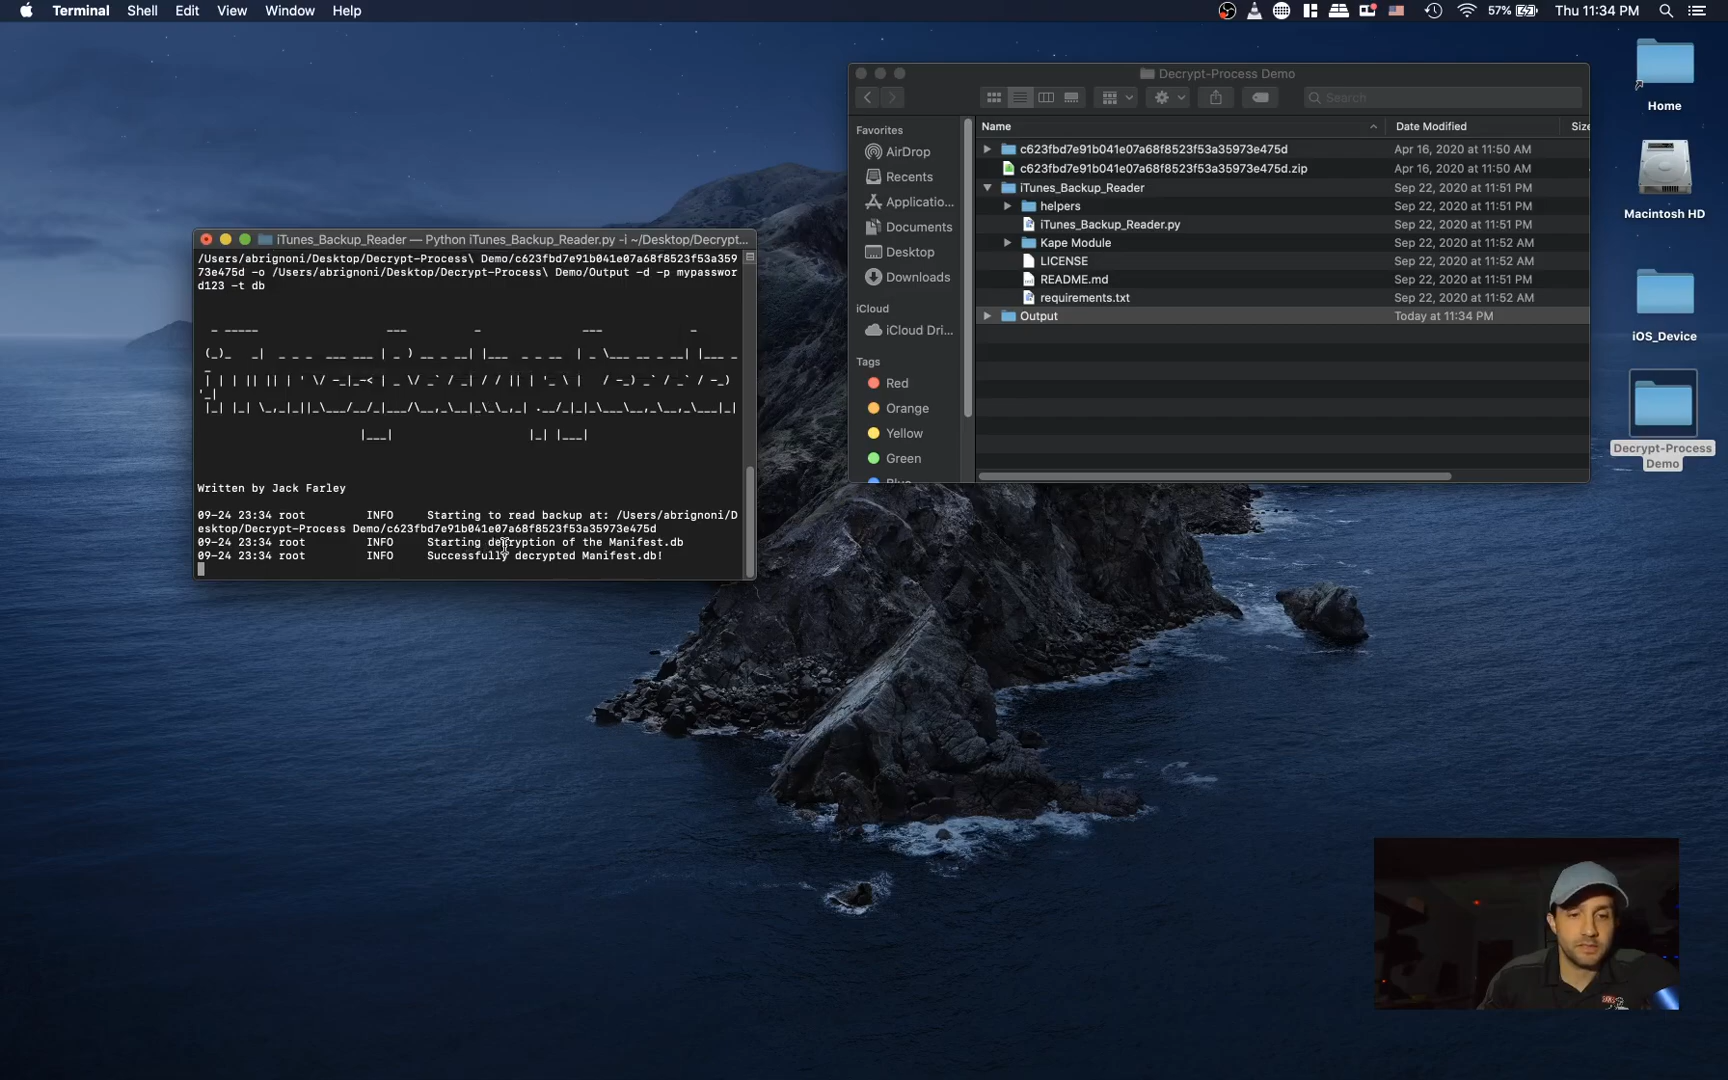 Terminal Shell Edit View Window Help
57% Thu 11:34 PM
Decrypt-Process Demo
Search
Favorites
AirDrop
Recents
Applicatio...
Documents
Desktop
Downloads
iCloud
iCloud Dri...
Tags
Red
Orange
Yellow
Green
Name Date Modified Size
c623fbd7e91b041e07a68f8523f53a35973e475d Apr 16, 2020 at 11:50 AM
c623fbd7e91b041e07a68f8523f53a35973e475d.zip Apr 16, 2020 at 11:50 AM
iTunes_Backup_Reader Sep 22, 2020 at 11:51 PM
helpers Sep 22, 2020 at 11:51 PM
iTunes_Backup_Reader.py Sep 22, 2020 at 11:51 PM
Kape Module Sep 22, 2020 at 11:52 AM
LICENSE Sep 22, 2020 at 11:52 AM
README.md Sep 22, 2020 at 11:51 PM
requirements.txt Sep 22, 2020 at 11:52 AM
Output Today at 11:34 PM
Home
Macintosh HD
iOS_Device
Decrypt-Process
Demo
iTunes_Backup_Reader — Python iTunes_Backup_Reader.py -i ~/Desktop/Decrypt...
/Users/abrignoni/Desktop/Decrypt-Process\ Demo/c623fbd7e91b041e07a68f8523f53a359
73e475d -o /Users/abrignoni/Desktop/Decrypt-Process\ Demo/Output -d -p mypasswor
d123 -t db
Written by Jack Farley
09-24 23:34 root INFO Starting to read backup at: /Users/abrignoni/D
esktop/Decrypt-Process Demo/c623fbd7e91b041e07a68f8523f53a35973e475d
09-24 23:34 root INFO Starting decryption of the Manifest.db
09-24 23:34 root INFO Successfully decrypted Manifest.db!